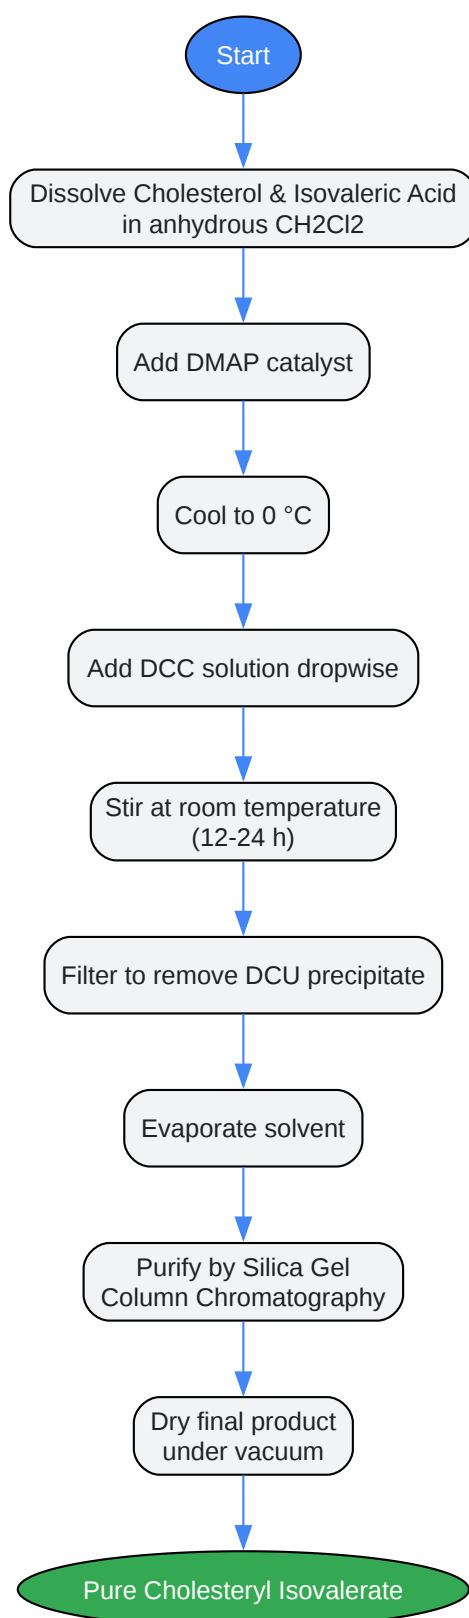 Start
Dissolve Cholesterol & Isovaleric Acid
in anhydrous CH2Cl2
Add DMAP catalyst
Cool to 0 °C
Add DCC solution dropwise
Stir at room temperature
(12-24 h)
Filter to remove DCU precipitate
Evaporate solvent
Purify by Silica Gel
Column Chromatography
Dry final product
under vacuum
Pure Cholesteryl Isovalerate